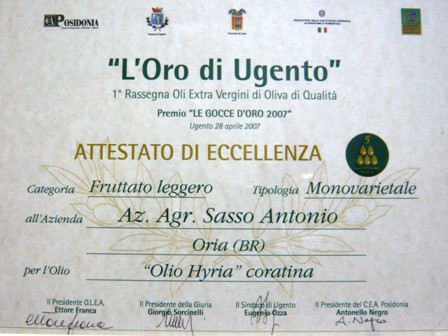 POSIDONIA
"L'Oro di Ugento"
1° Rassegna Oli Extra Vergini di Oliva di Qualità
Premio "LE GOCCE D'ORO 2007"
Ugento 28 aprile 2007
ATTESTATO DI ECCELLENZA
5
Categoria Fruttato leggero Tipologia Monovarietale
all'Azienda Az. Agr. Sasso Antonio
Oria (BR)
per l'Olio "Olio Hyria" coratina
Il Presidente O.L.E.A. Il Presidente della Giuria Il Sindaco di Ugento Il Presidente del C.E.A. Posidonia
Ettore Franca Giorgio Sorcinelli Eugenio Ozza Antonello Negro